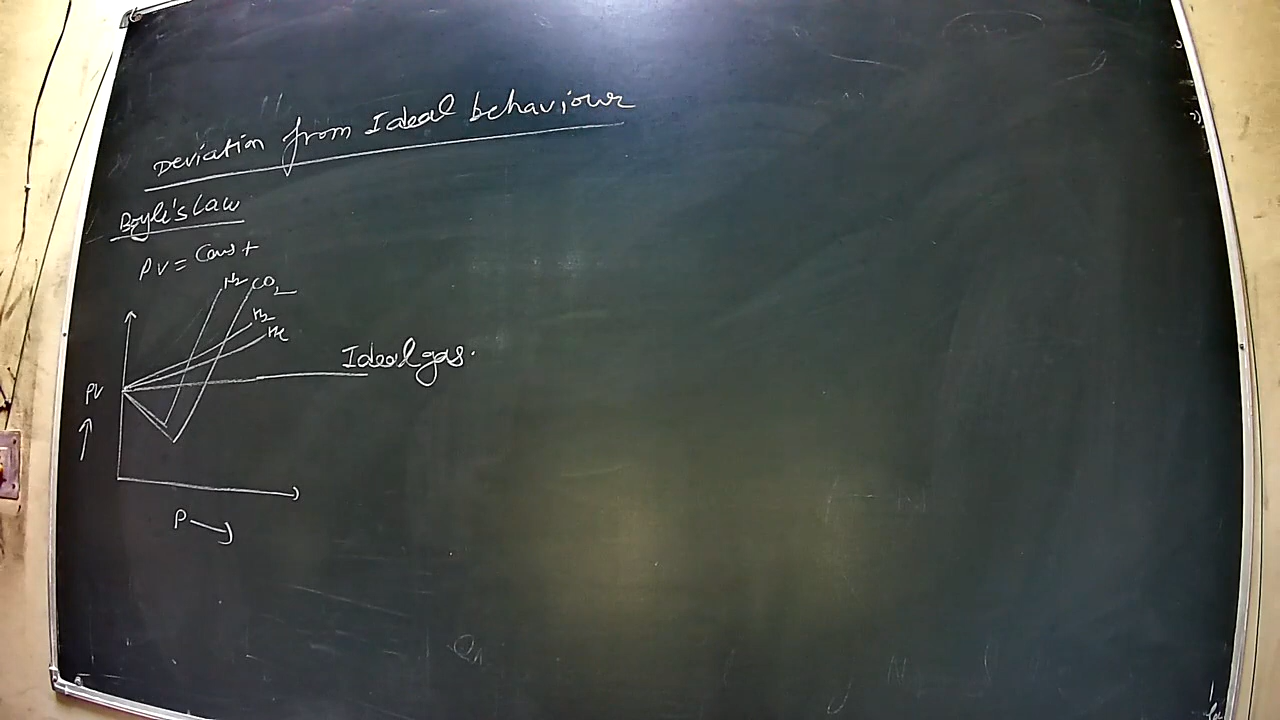 Deviation from Ideal behaviour
Boyle's Law
PV = Const
N₂ CO₂
H₂
He
Ideal gas.
PV
P